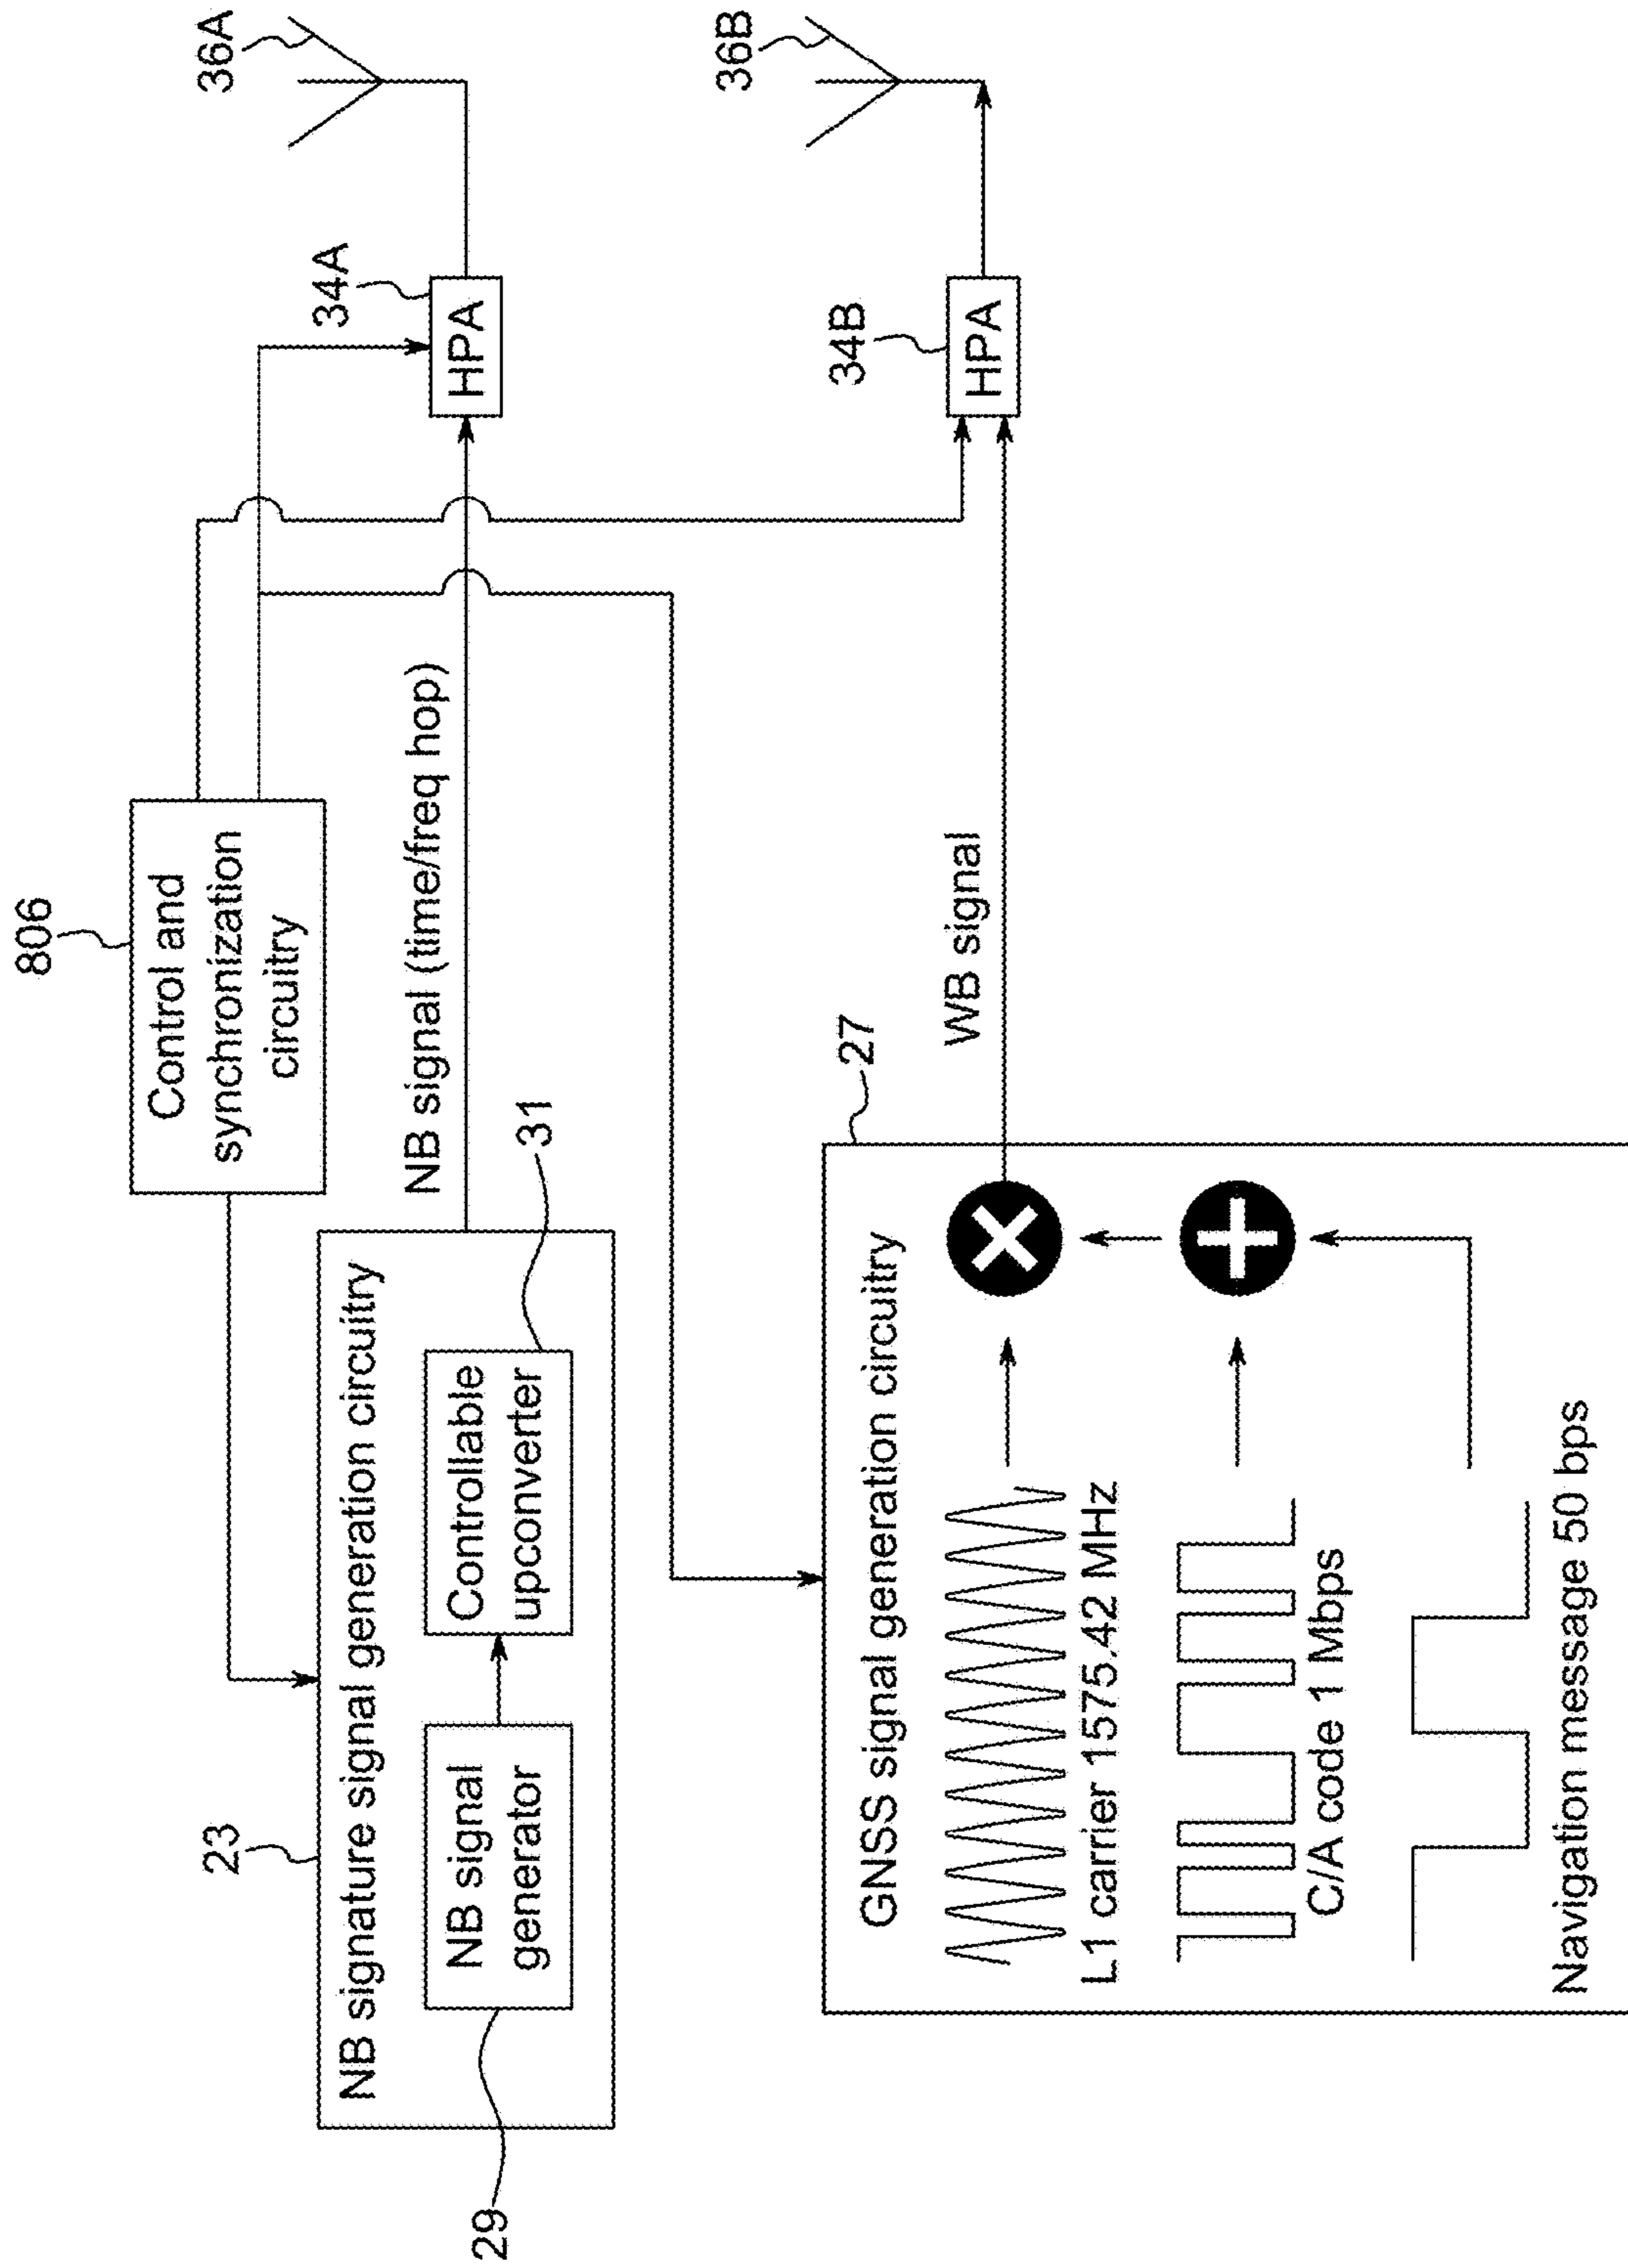 806
Control and
synchronization
circuitry
36A
34A
HPA
NB signal (time/freq hop)
23
NB signature signal generation circuitry
NB signal
generator
29
Controllable
upconverter
31
36B
34B
HPA
WB signal
27
GNSS signal generation circuitry
L1 carrier 1575.42 MHz
C/A code 1 Mbps
Navigation message 50 bps